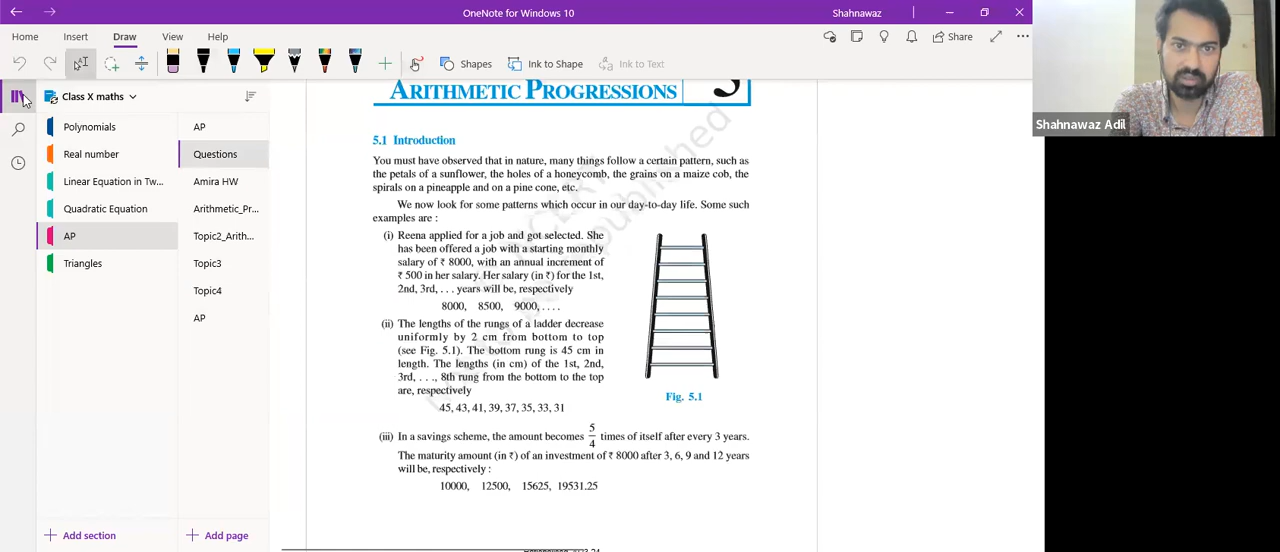 OneNote for Windows 10
Shahnawaz
Home Insert Draw View Help
Share
Shapes Ink to Shape Ink to Text
Class X maths
Polynomials
Real number
Linear Equation in Tw...
Quadratic Equation
AP
Triangles
AP
Questions
Amira HW
Arithmetic_Pr...
Topic2_Arith...
Topic3
Topic4
AP
Add section
Add page
ARITHMETIC PROGRESSIONS 5
5.1 Introduction
You must have observed that in nature, many things follow a certain pattern, such as
the petals of a sunflower, the holes of a honeycomb, the grains on a maize cob, the
spirals on a pineapple and on a pine cone, etc.
We now look for some patterns which occur in our day-to-day life. Some such
examples are :
(i) Reena applied for a job and got selected. She
has been offered a job with a starting monthly
salary of ₹ 8000, with an annual increment of
₹ 500 in her salary. Her salary (in ₹) for the 1st,
2nd, 3rd, . . . years will be, respectively
8000, 8500, 9000, . . . .
(ii) The lengths of the rungs of a ladder decrease
uniformly by 2 cm from bottom to top
(see Fig. 5.1). The bottom rung is 45 cm in
length. The lengths (in cm) of the 1st, 2nd,
3rd, . . ., 8th rung from the bottom to the top
are, respectively
45, 43, 41, 39, 37, 35, 33, 31
Fig. 5.1
(iii) In a savings scheme, the amount becomes 5/4 times of itself after every 3 years.
The maturity amount (in ₹) of an investment of ₹ 8000 after 3, 6, 9 and 12 years
will be, respectively :
10000, 12500, 15625, 19531.25
published
Shahnawaz Adil